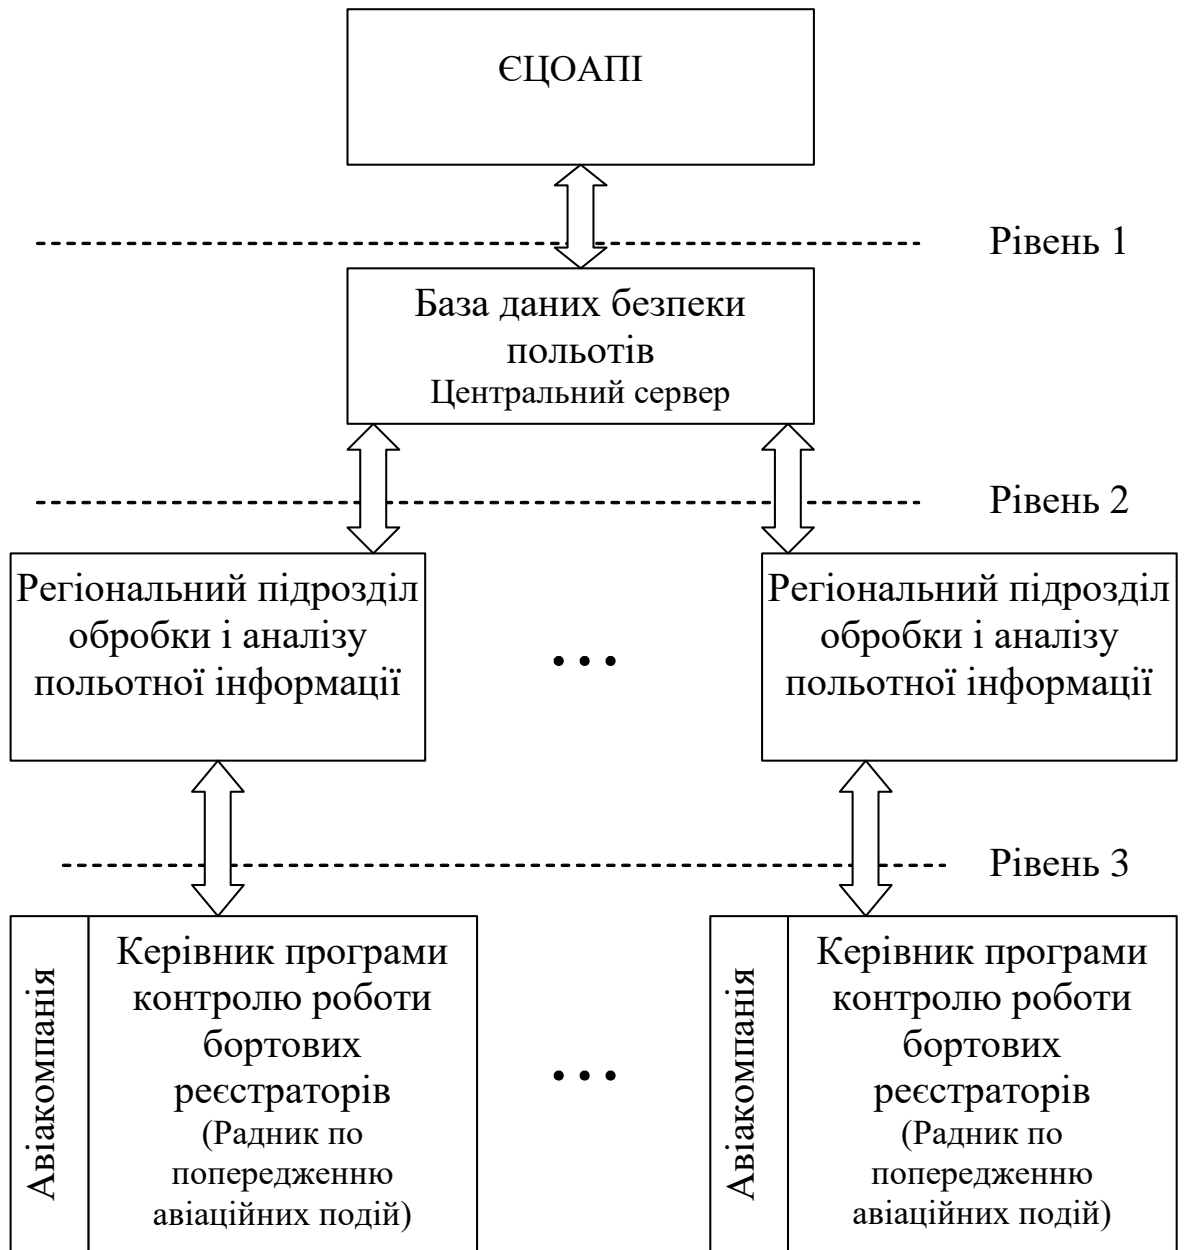 ЄЦОАПІ
Рівень 1
База даних безпеки
польотів
Центральний сервер
Рівень 2
Регіональний підрозділ
обробки і аналізу
польотної інформації
...
Регіональний підрозділ
обробки і аналізу
польотної інформації
Рівень 3
Авіакомпанія
Керівник програми
контролю роботи
бортових
реєстраторів
(Радник по
попередженню
авіаційних подій)
...
Авіакомпанія
Керівник програми
контролю роботи
бортових
реєстраторів
(Радник по
попередженню
авіаційних подій)